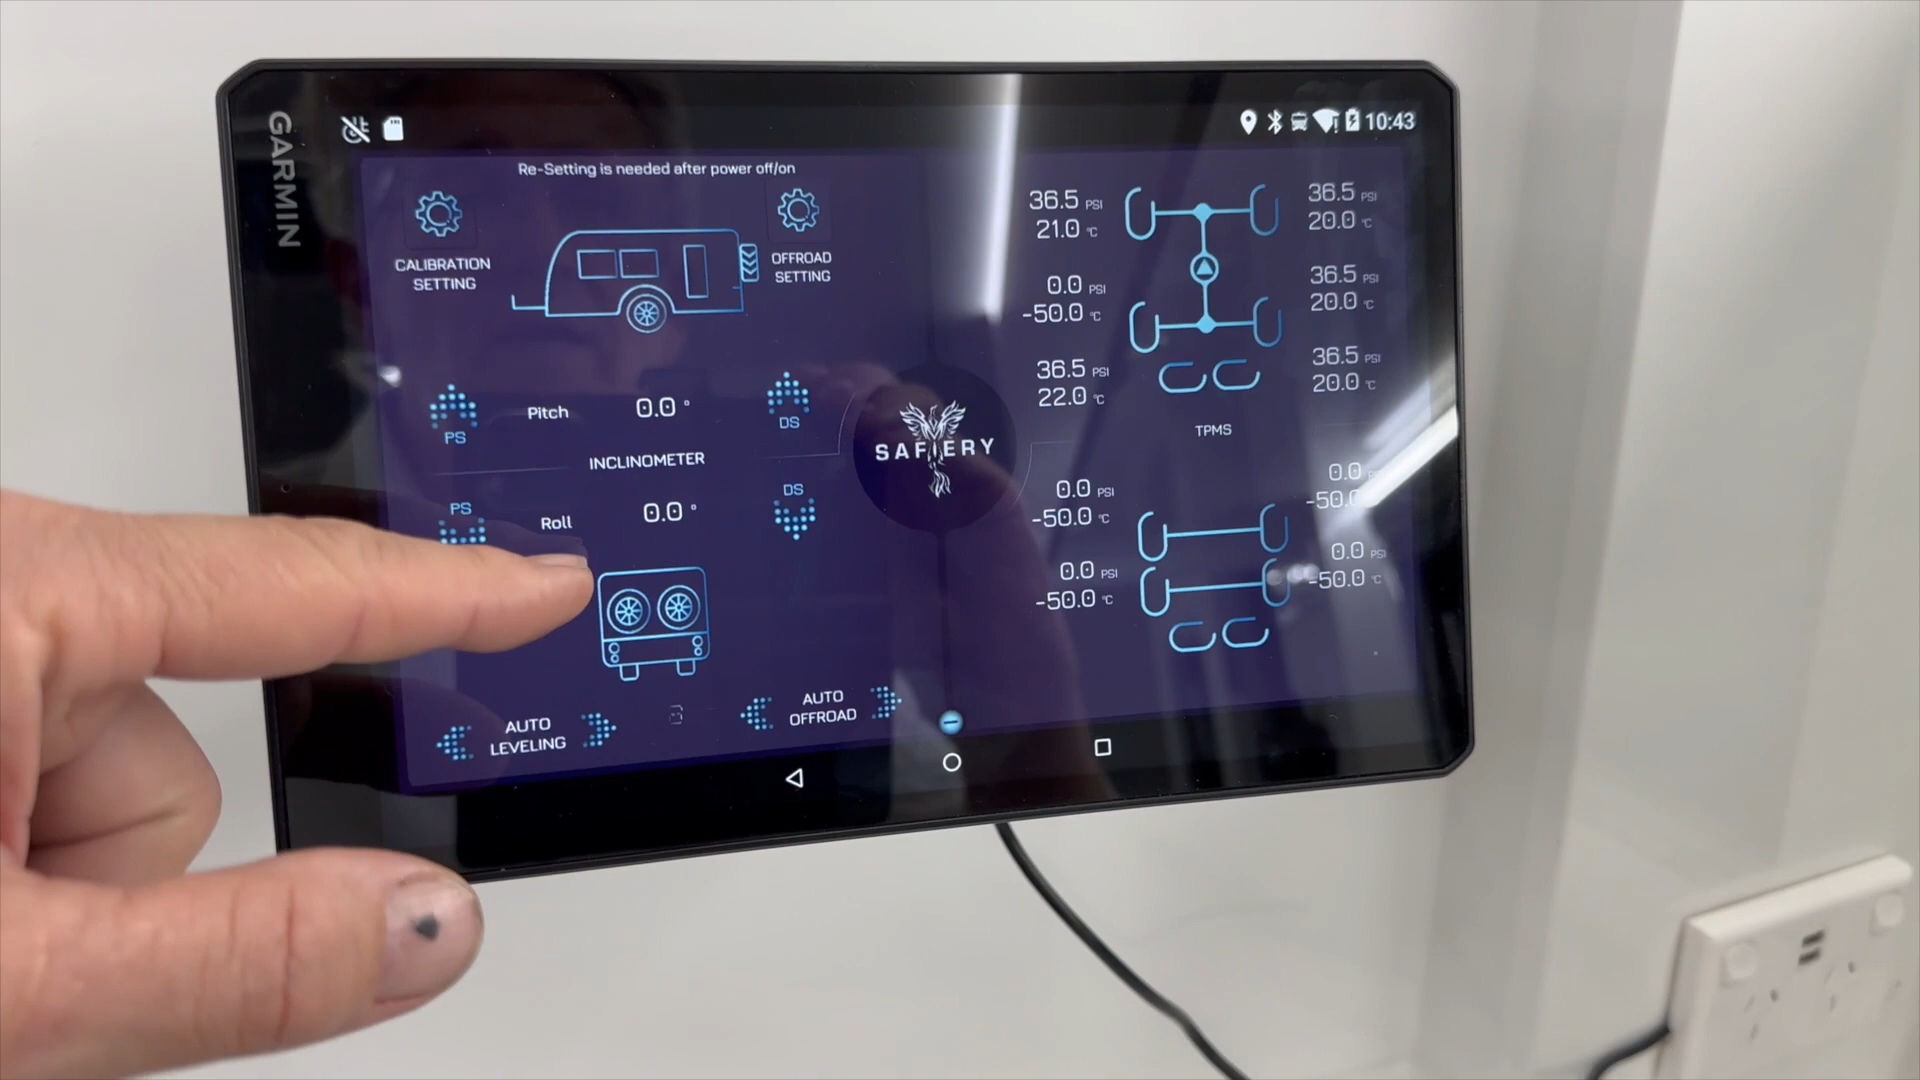 GARMIN
10:43
Re-Setting is needed after power off/on
CALIBRATION
SETTING
OFFROAD
SETTING
PS
Pitch
0.0 °
DS
INCLINOMETER
PS
Roll
0.0 °
DS
AUTO
LEVELING
AUTO
OFFROAD
SAFIERY
36.5 PSI
21.0 °C
36.5 PSI
20.0 °C
0.0 PSI
-50.0 °C
36.5 PSI
20.0 °C
36.5 PSI
22.0 °C
36.5 PSI
20.0 °C
TPMS
0.0 PSI
-50.0 °C
0.0
-50.0
0.0 PSI
-50.0 °C
0.0 PSI
-50.0 °C